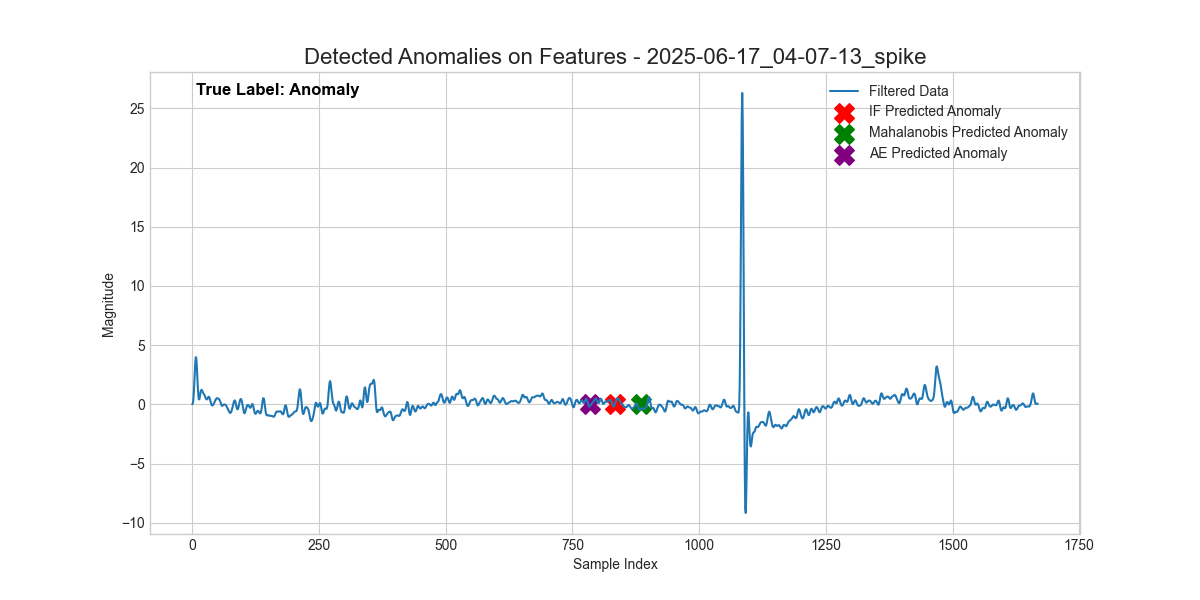 Detected Anomalies on Features - 2025-06-17_04-07-13_spike
True Label: Anomaly
Filtered Data
IF Predicted Anomaly
Mahalanobis Predicted Anomaly
AE Predicted Anomaly
Magnitude
25
20
15
10
5
0
−5
−10
0 250 500 750 1000 1250 1500 1750
Sample Index